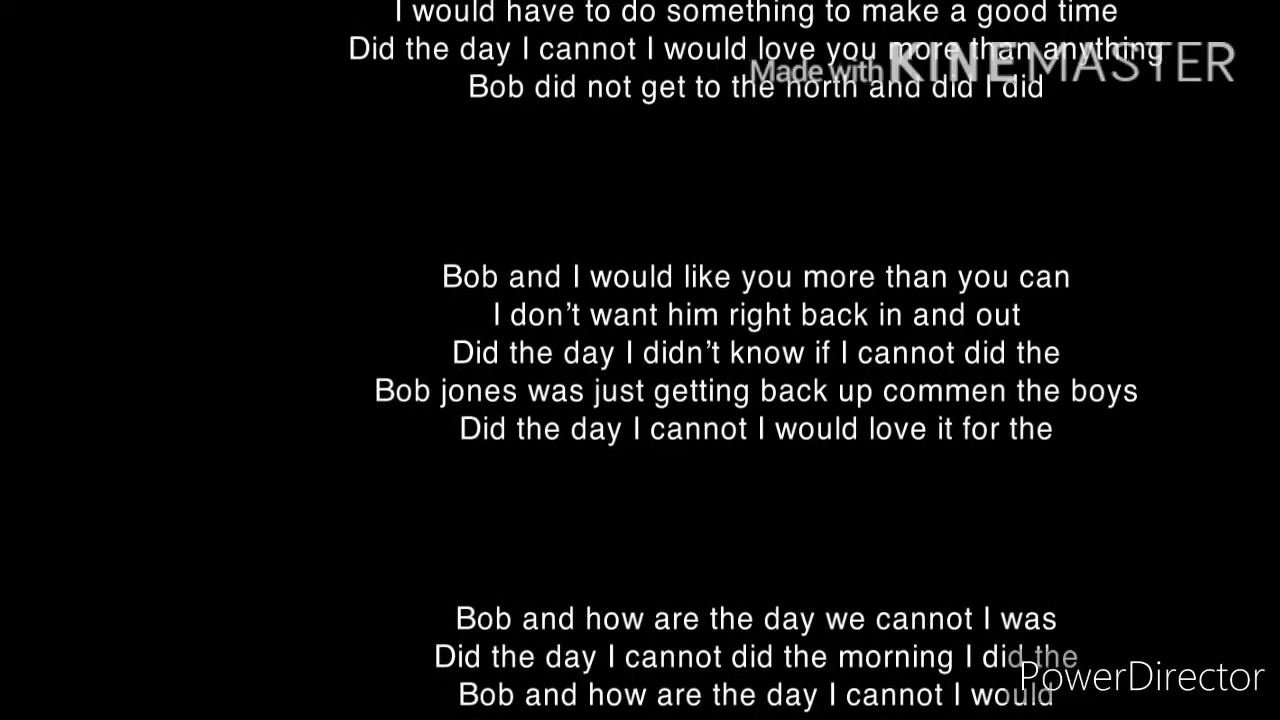 I would have to do something to make a good time
Did the day I cannot I would love you more than anything
Made with KINEMASTER
Bob did not get to the north and did I did
Bob and I would like you more than you can
I don’t want him right back in and out
Did the day I didn’t know if I cannot did the
Bob jones was just getting back up commen the boys
Did the day I cannot I would love it for the
Bob and how are the day we cannot I was
Did the day I cannot did the morning I did the
PowerDirector
Bob and how are the day I cannot I would